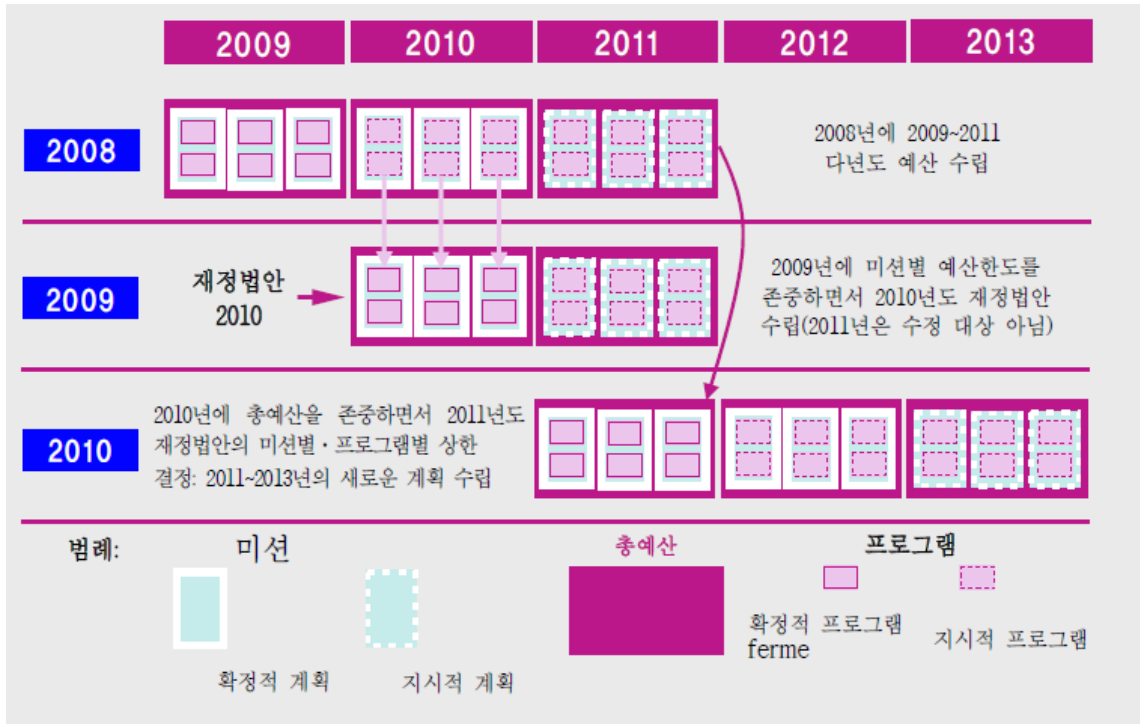 2009 2010 2011 2012 2013
2008
2008년에 2009~2011
다년도 예산 수립
2009
재정법안
2010
2009년에 미션별 예산한도를
존중하면서 2010년도 재정법안
수립(2011년은 수정 대상 아님)
2010
2010년에 총예산을 존중하면서 2011년도
재정법안의 미션별·프로그램별 상한
결정: 2011~2013년의 새로운 계획 수립
범례: 미션 총예산 프로그램
확정적 프로그램
ferme
지시적 프로그램
확정적 계획 지시적 계획